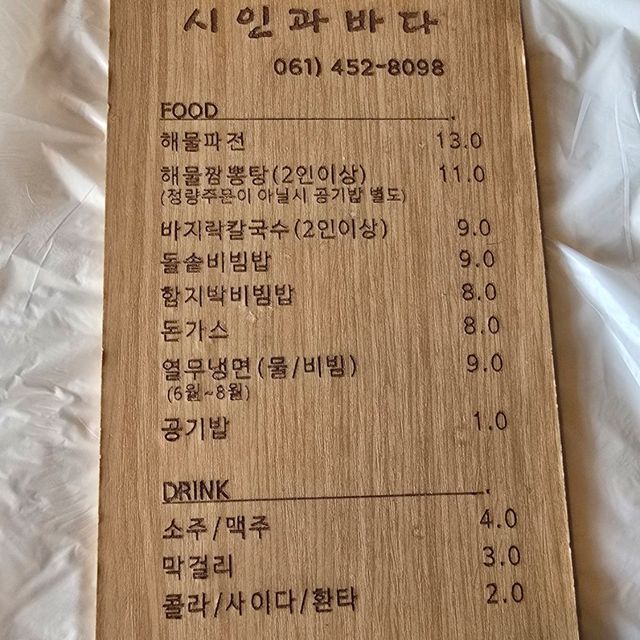 시인과바다
061) 452-8098
FOOD
해물파전 13.0
해물짬뽕탕(2인이상) 11.0
(정량주문이 아닐시 공기밥 별도)
바지락칼국수(2인이상) 9.0
돌솥비빔밥 9.0
함지박비빔밥 8.0
돈가스 8.0
열무냉면(물/비빔) 9.0
(6월~8월)
공기밥 1.0
DRINK
소주/맥주 4.0
막걸리 3.0
콜라/사이다/환타 2.0